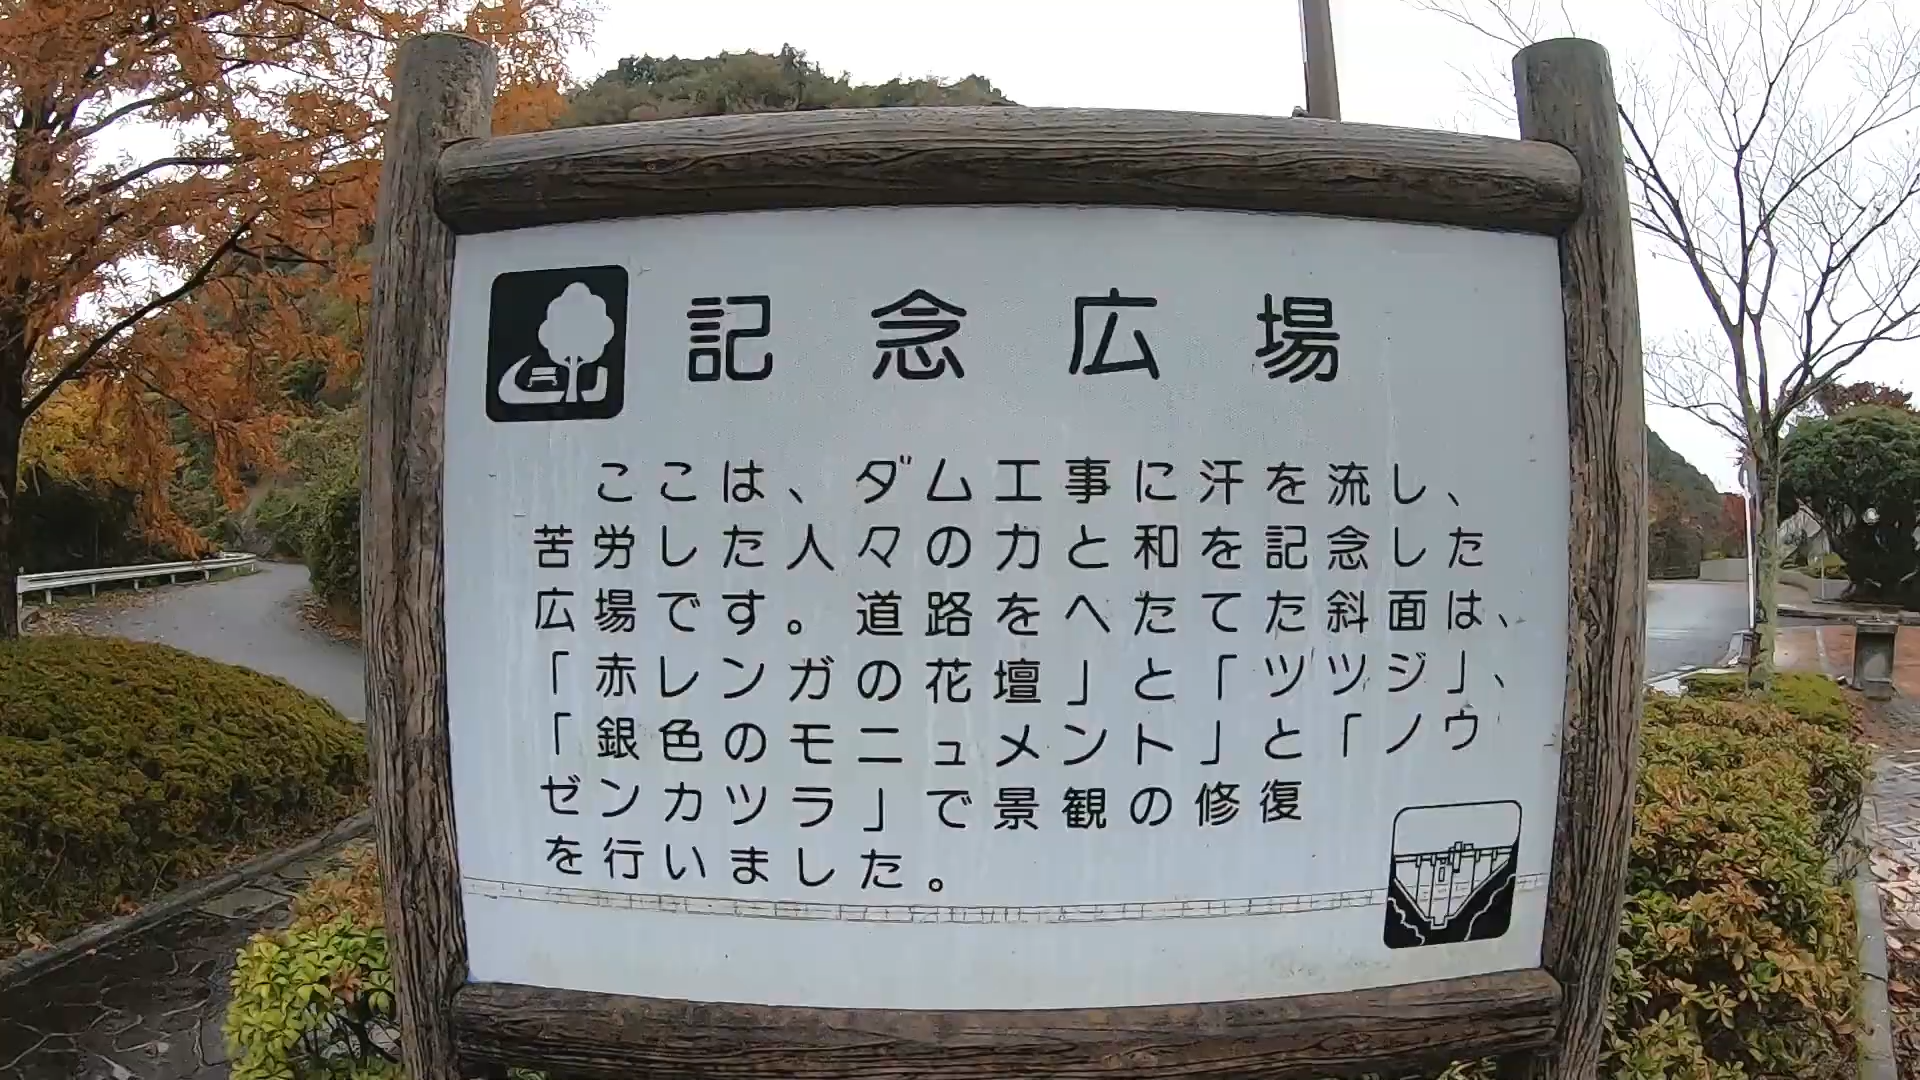 記念広場
ここは、ダム工事に汗を流し、
苦労した人々の力と和を記念した
広場です。道路をへたてた斜面は、
「赤レンガの花壇」と「ツツジ」、
「銀色のモニュメント」と「ノウ
ゼンカツラ」で景観の修復
を行いました。